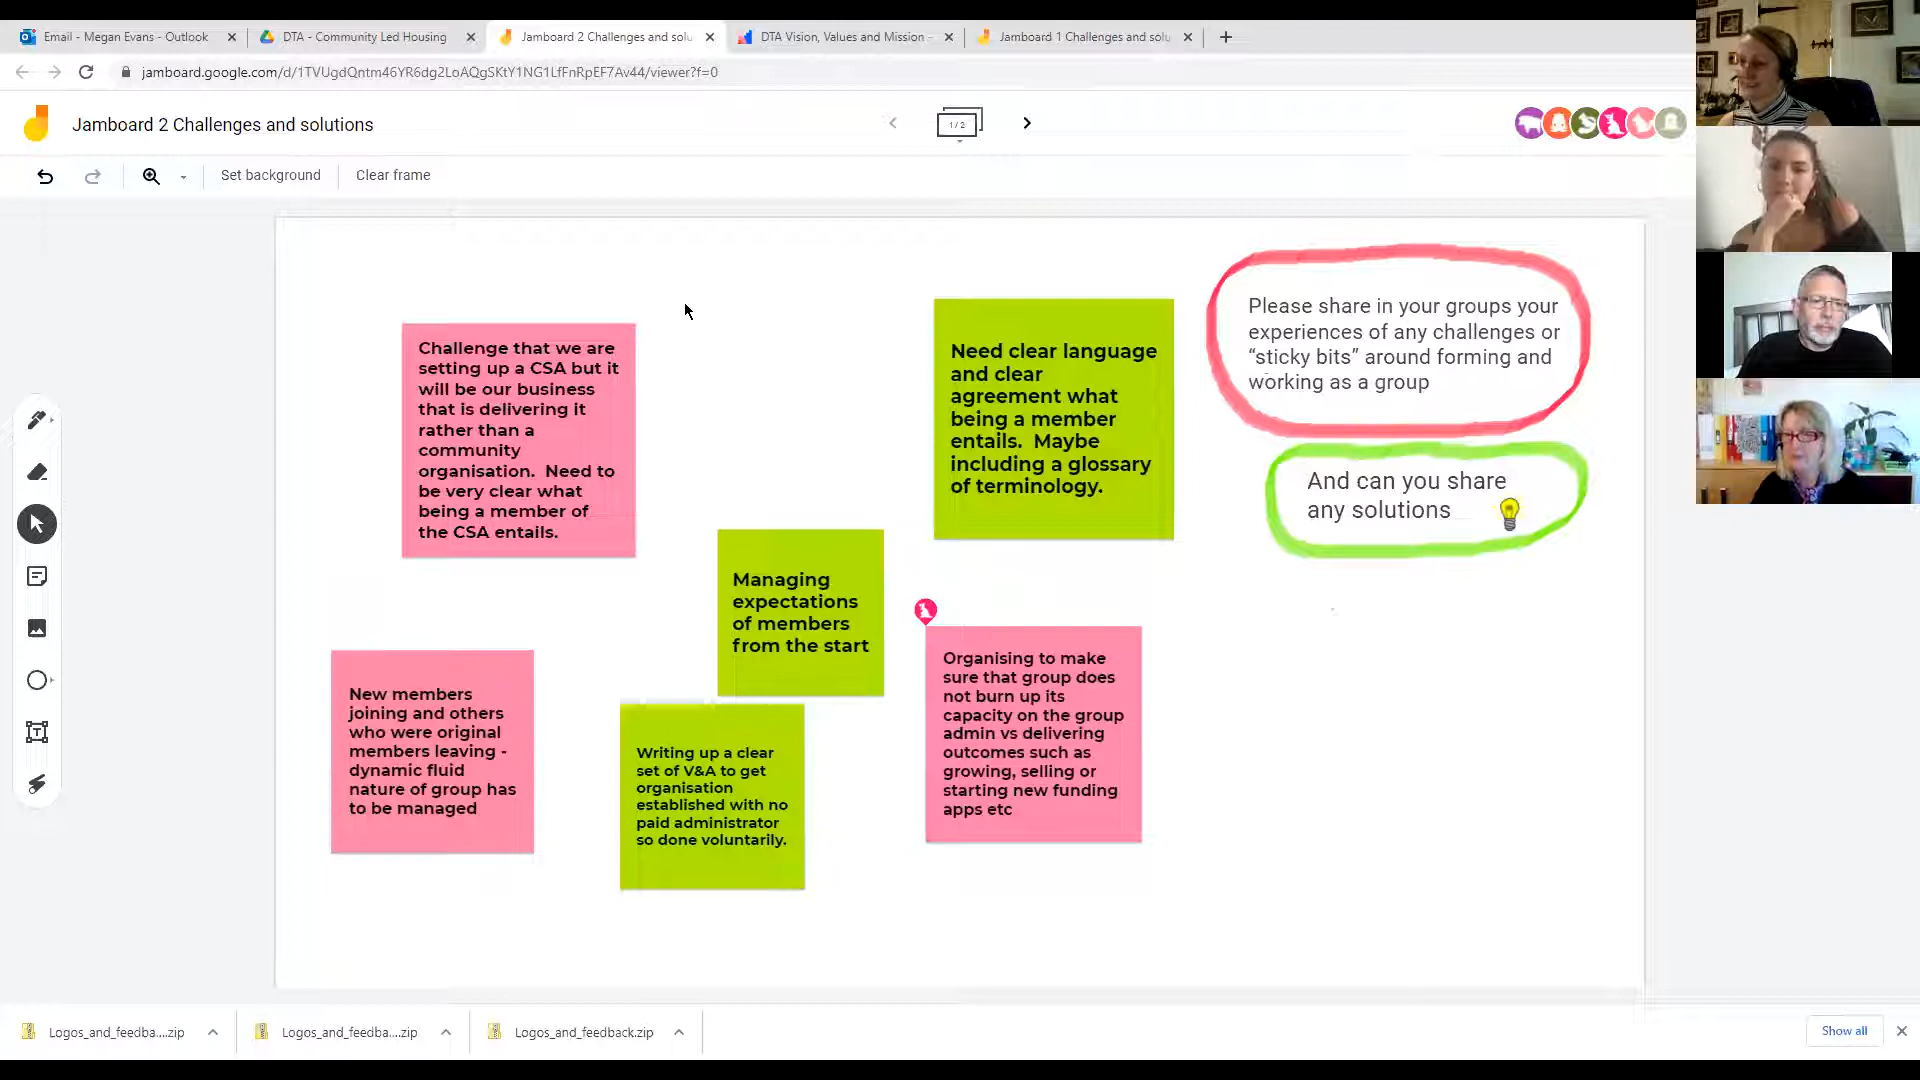 Email - Megan Evans - Outlook
DTA - Community Led Housing
Jamboard 2 Challenges and solu
DTA Vision, Values and Mission -
Jamboard 1 Challenges and solu
jamboard.google.com/d/1TVUgdQntm46YR6dg2LoAQgSKtY1NG1LfFnRpEF7Av44/viewer?f=0
Jamboard 2 Challenges and solutions
1 / 2
Set background
Clear frame
Challenge that we are
setting up a CSA but it
will be our business
that is delivering it
rather than a
community
organisation. Need to
be very clear what
being a member of
the CSA entails.
Need clear language
and clear
agreement what
being a member
entails. Maybe
including a glossary
of terminology.
Please share in your groups your
experiences of any challenges or
“sticky bits” around forming and
working as a group
And can you share
any solutions
Managing
expectations
of members
from the start
New members
joining and others
who were original
members leaving -
dynamic fluid
nature of group has
to be managed
Writing up a clear
set of V&A to get
organisation
established with no
paid administrator
so done voluntarily.
Organising to make
sure that group does
not burn up its
capacity on the group
admin vs delivering
outcomes such as
growing, selling or
starting new funding
apps etc
Logos_and_feedba....zip
Logos_and_feedba....zip
Logos_and_feedback.zip
Show all